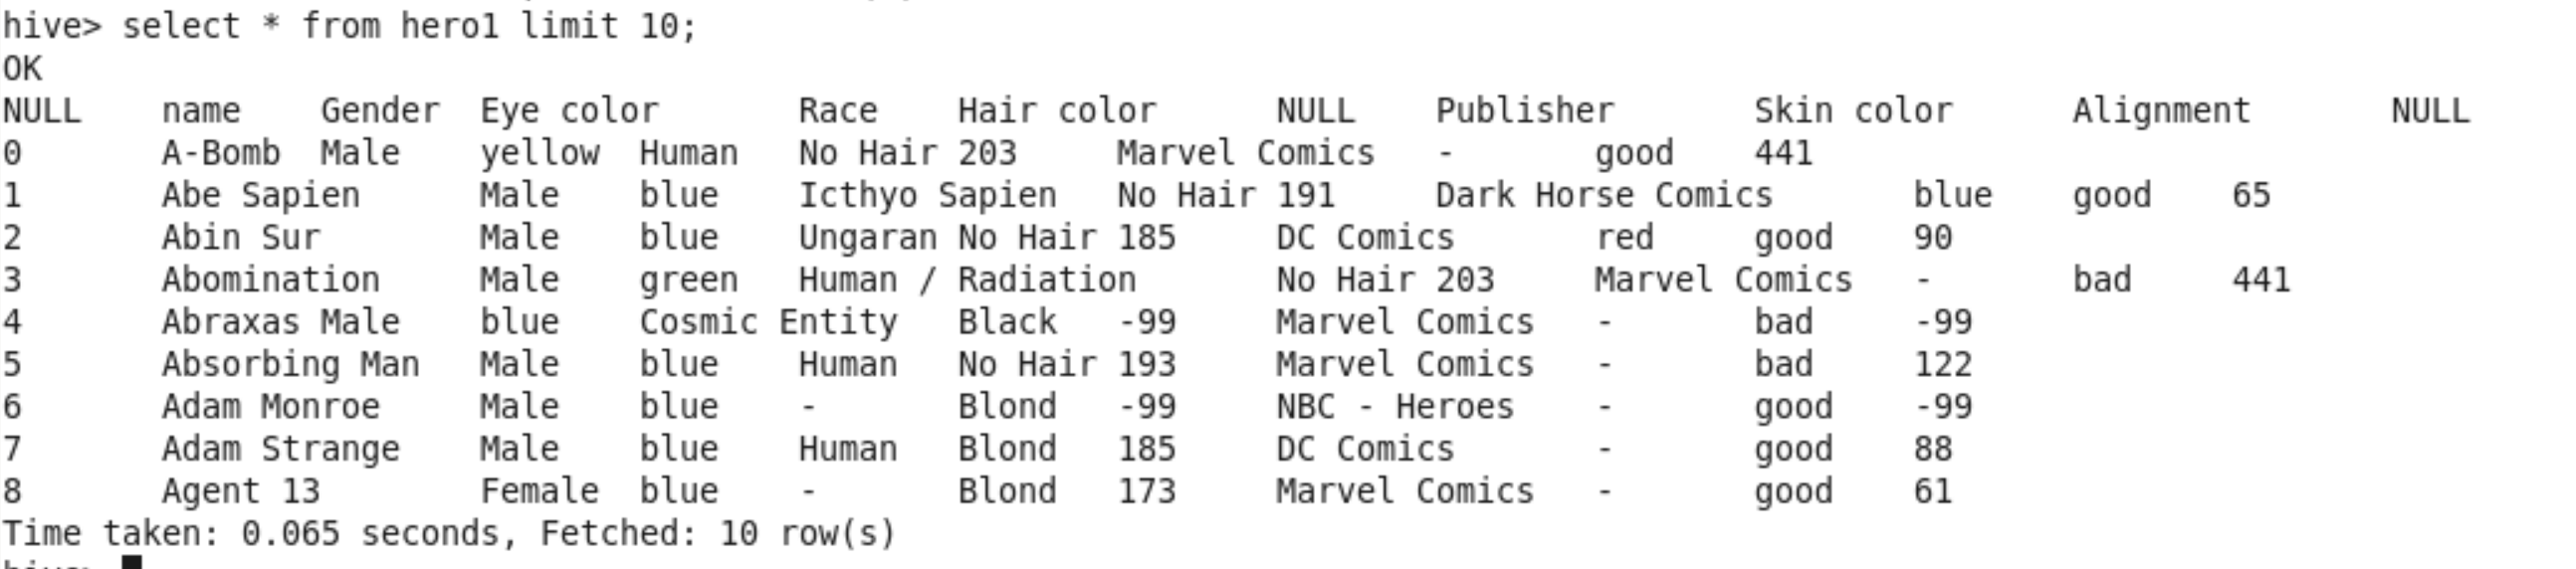 hive> select * from hero1 limit 10;
OK
NULL name Gender Eye color Race Hair color NULL Publisher Skin color Alignment NULL
0 A-Bomb Male yellow Human No Hair 203 Marvel Comics - good 441
1 Abe Sapien Male blue Icthyo Sapien No Hair 191 Dark Horse Comics blue good 65
2 Abin Sur Male blue Ungaran No Hair 185 DC Comics red good 90
3 Abomination Male green Human / Radiation No Hair 203 Marvel Comics - bad 441
4 Abraxas Male blue Cosmic Entity Black -99 Marvel Comics - bad -99
5 Absorbing Man Male blue Human No Hair 193 Marvel Comics - bad 122
6 Adam Monroe Male blue - Blond -99 NBC - Heroes - good -99
7 Adam Strange Male blue Human Blond 185 DC Comics - good 88
8 Agent 13 Female blue - Blond 173 Marvel Comics - good 61
Time taken: 0.065 seconds, Fetched: 10 row(s)